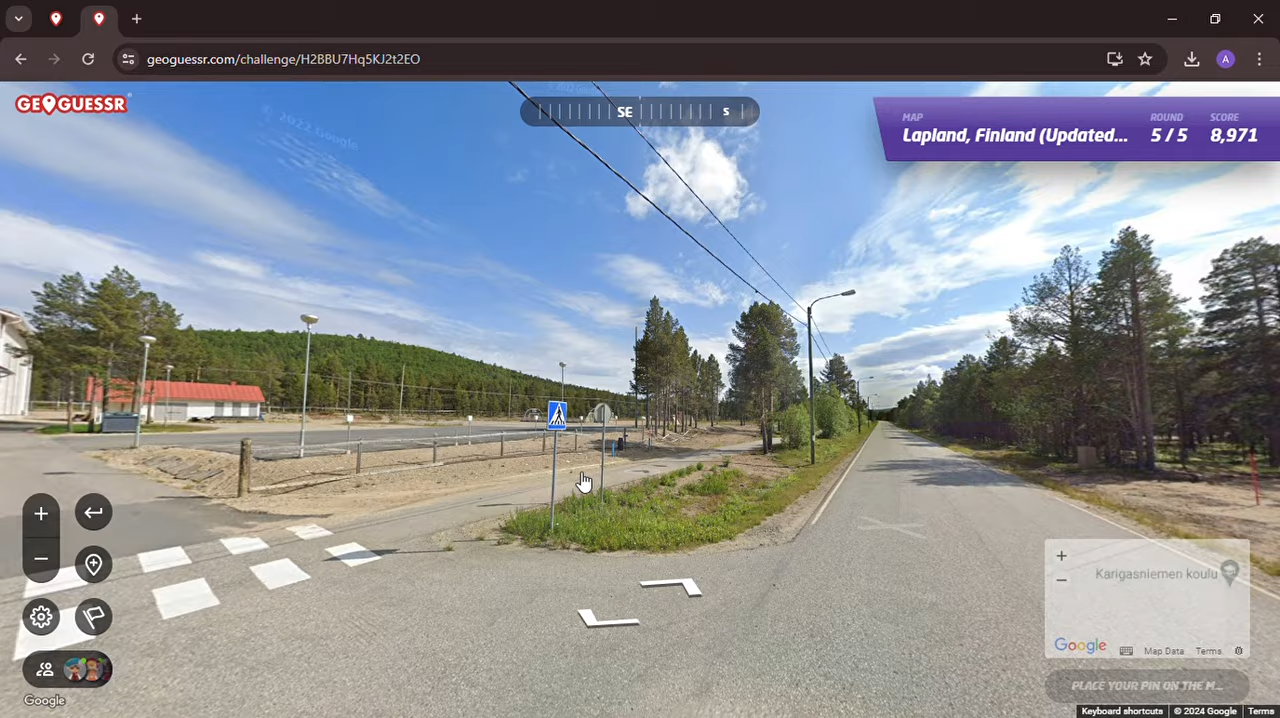 geoguessr.com/challenge/H2BBU7Hq5KJ2t2EO
A
GEOGUESSR
SE
S
MAP
ROUND
SCORE
Lapland, Finland (Updated...
5 / 5
8,971
© 2022 Google
Karigasniemen koulu
Google
Map Data
Terms
PLACE YOUR PIN ON THE M...
Google
Keyboard shortcuts
© 2024 Google
Terms